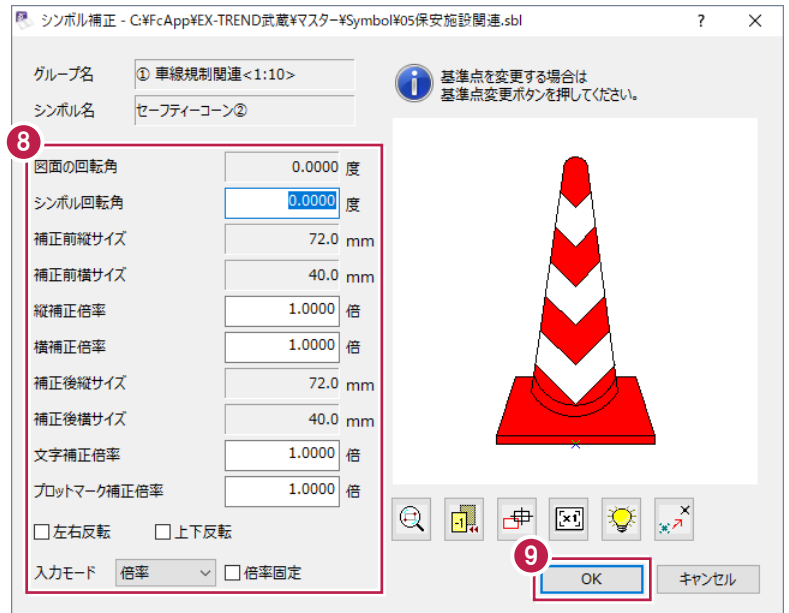 シンボル補正 - C:¥FcApp¥EX-TREND武蔵¥マスター¥Symbol¥05保安施設関連.sbl ? ×
グループ名 ① 車線規制関連<1:10>
シンボル名 セーフティーコーン②
基準点を変更する場合は
基準点変更ボタンを押してください。
8
図面の回転角 0.0000 度
シンボル回転角 0.0000 度
補正前縦サイズ 72.0 mm
補正前横サイズ 40.0 mm
縦補正倍率 1.0000 倍
横補正倍率 1.0000 倍
補正後縦サイズ 72.0 mm
補正後横サイズ 40.0 mm
文字補正倍率 1.0000 倍
プロットマーク補正倍率 1.0000 倍
左右反転 上下反転
入力モード 倍率 倍率固定
-1 ×1
9
OK キャンセル